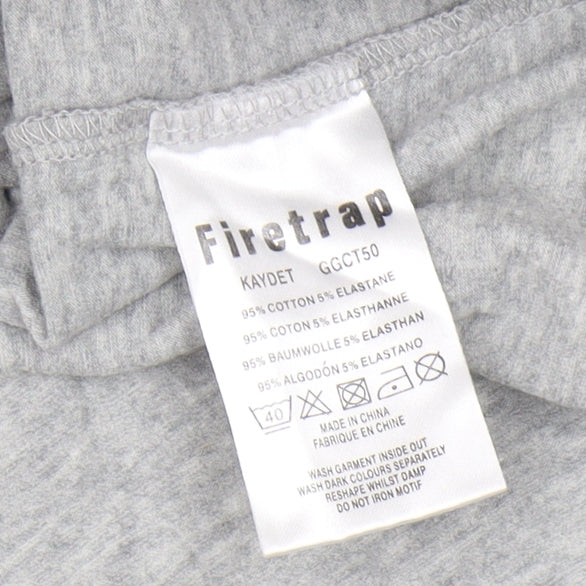 Firetrap
KAYDET GGCT50
95% COTTON 5% ELASTANE
95% COTON 5% ELASTHANNE
95% BAUMWOLLE 5% ELASTHAN
95% ALGODÓN 5% ELASTANO
40
MADE IN CHINA
FABRIQUE EN CHINE
WASH GARMENT INSIDE OUT
WASH DARK COLOURS SEPARATELY
RESHAPE WHILST DAMP
DO NOT IRON MOTIF